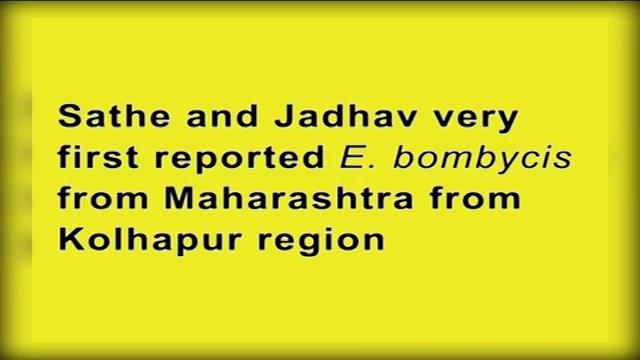 Sathe and Jadhav very
first reported E. bombycis
from Maharashtra from
Kolhapur region